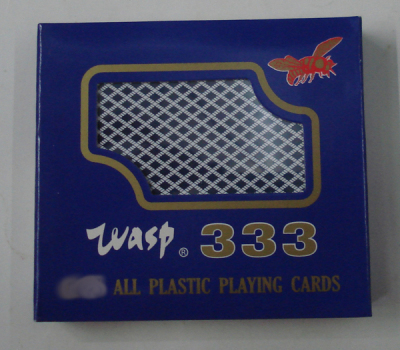 Wasp® 333
ALL PLASTIC PLAYING CARDS